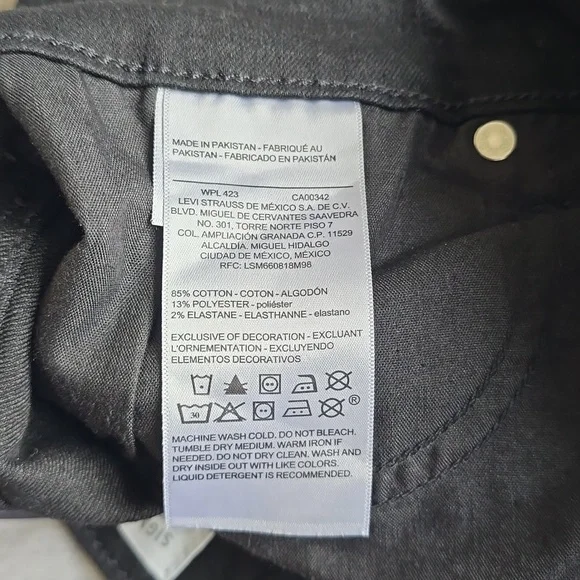 MADE IN PAKISTAN - FABRIQUÉ AU
PAKISTAN - FABRICADO EN PAKISTÁN
WPL 423 CA00342
LEVI STRAUSS DE MÉXICO S.A. DE C.V.
BLVD. MIGUEL DE CERVANTES SAAVEDRA
NO. 301, TORRE NORTE PISO 7
COL. AMPLIACIÓN GRANADA C.P. 11529
ALCALDÍA. MIGUEL HIDALGO
CIUDAD DE MÉXICO, MÉXICO
RFC: LSM660818M98
85% COTTON - COTON - ALGODÓN
13% POLYESTER - poliéster
2% ELASTANE - ELASTHANNE - elastano
EXCLUSIVE OF DECORATION - EXCLUANT
L'ORNEMENTATION - EXCLUYENDO
ELEMENTOS DECORATIVOS
30 ®
MACHINE WASH COLD. DO NOT BLEACH.
TUMBLE DRY MEDIUM. WARM IRON IF
NEEDED. DO NOT DRY CLEAN. WASH AND
DRY INSIDE OUT WITH LIKE COLORS.
LIQUID DETERGENT IS RECOMMENDED.